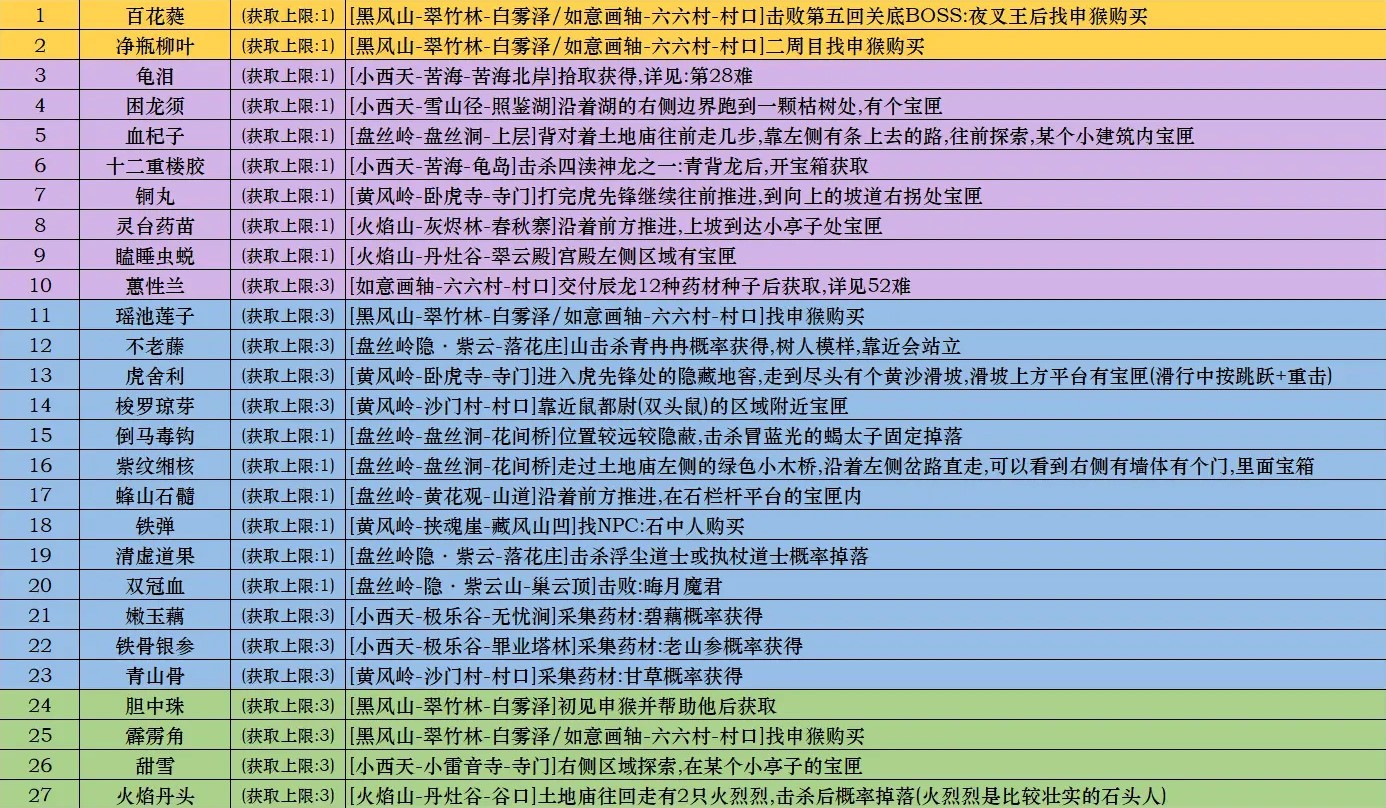 1 百花蕤 (获取上限:1) [黑风山-翠竹林-白雾泽/如意画轴-六六村-村口]击败第五回关底BOSS:夜叉王后找申猴购买
2 净瓶柳叶 (获取上限:1) [黑风山-翠竹林-白雾泽/如意画轴-六六村-村口]二周目找申猴购买
3 龟泪 (获取上限:1) [小西天-苦海-苦海北岸]拾取获得,详见:第28难
4 困龙须 (获取上限:1) [小西天-雪山径-照鉴湖]沿着湖的右侧边界跑到一颗枯树处,有个宝匣
5 血杞子 (获取上限:1) [盘丝岭-盘丝洞-上层]背对着土地庙往前走几步,靠左侧有条上去的路,往前探索,某个小建筑内宝匣
6 十二重楼胶 (获取上限:1) [小西天-苦海-龟岛]击杀四渎神龙之一:青背龙后,开宝箱获取
7 铜丸 (获取上限:1) [黄风岭-卧虎寺-寺门]打完虎先锋继续往前推进,到向上的坡道右拐处宝匣
8 灵台药苗 (获取上限:1) [火焰山-灰烬林-春秋寨]沿着前方推进,上坡到达小亭子处宝匣
9 瞌睡虫蜕 (获取上限:1) [火焰山-丹灶谷-翠云殿]宫殿左侧区域有宝匣
10 蕙性兰 (获取上限:3) [如意画轴-六六村-村口]交付辰龙12种药材种子后获取,详见52难
11 瑶池莲子 (获取上限:3) [黑风山-翠竹林-白雾泽/如意画轴-六六村-村口]找申猴购买
12 不老藤 (获取上限:3) [盘丝岭隐·紫云-落花庄]山击杀青冉冉概率获得,树人模样,靠近会站立
13 虎舍利 (获取上限:3) [黄风岭-卧虎寺-寺门]进入虎先锋处的隐藏地窖,走到尽头有个黄沙滑坡,滑坡上方平台有宝匣(滑行中按跳跃+重击)
14 梭罗琼芽 (获取上限:3) [黄风岭-沙门村-村口]靠近鼠都尉(双头鼠)的区域附近宝匣
15 倒马毒钩 (获取上限:1) [盘丝岭-盘丝洞-花间桥]位置较远较隐蔽,击杀冒蓝光的蝎太子固定掉落
16 紫纹缃核 (获取上限:1) [盘丝岭-盘丝洞-花间桥]走过土地庙左侧的绿色小木桥,沿着左侧岔路直走,可以看到右侧有墙体有个门,里面宝箱
17 蜂山石髓 (获取上限:1) [盘丝岭-黄花观-山道]沿着前方推进,在石栏杆平台的宝匣内
18 铁弹 (获取上限:1) [黄风岭-挟魂崖-藏风山凹]找NPC:石中人购买
19 清虚道果 (获取上限:1) [盘丝岭隐·紫云-落花庄]击杀浮尘道士或执杖道士概率掉落
20 双冠血 (获取上限:1) [盘丝岭-隐·紫云山-巢云顶]击败:晦月魔君
21 嫩玉藕 (获取上限:3) [小西天-极乐谷-无忧涧]采集药材:碧藕概率获得
22 铁骨银参 (获取上限:3) [小西天-极乐谷-罪业塔林]采集药材:老山参概率获得
23 青山骨 (获取上限:3) [黄风岭-沙门村-村口]采集药材:甘草概率获得
24 胆中珠 (获取上限:3) [黑风山-翠竹林-白雾泽]初见申猴并帮助他后获取
25 霹雳角 (获取上限:3) [黑风山-翠竹林-白雾泽/如意画轴-六六村-村口]找申猴购买
26 甜雪 (获取上限:3) [小西天-小雷音寺-寺门]右侧区域探索,在某个小亭子的宝匣
27 火焰丹头 (获取上限:3) [火焰山-丹灶谷-谷口]土地庙往回走有2只火烈烈,击杀后概率掉落(火烈烈是比较壮实的石头人)